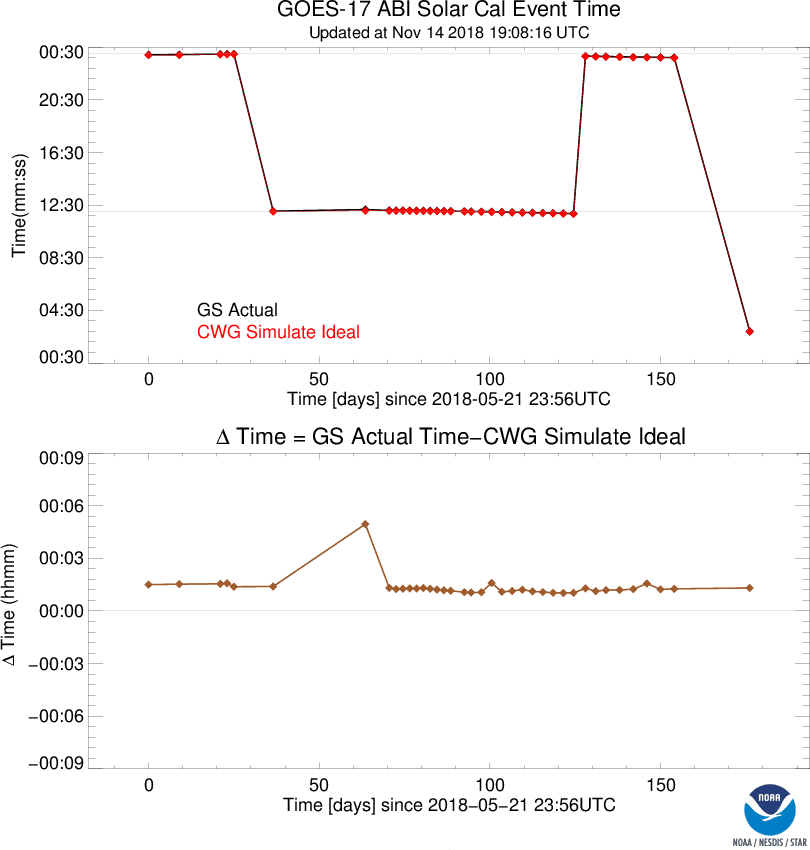 GOES-17 ABI Solar Cal Event Time
Updated at Nov 14 2018 19:08:16 UTC
00:30
20:30
16:30
12:30
08:30
04:30
00:30
Time(mm:ss)
GS Actual
CWG Simulate Ideal
0 50 100 150
Time [days] since 2018-05-21 23:56UTC
Δ Time = GS Actual Time−CWG Simulate Ideal
00:09
00:06
00:03
00:00
−00:03
−00:06
−00:09
Δ Time (hhmm)
0 50 100 150
Time [days] since 2018−05−21 23:56UTC
NOAA
NOAA / NESDIS / STAR